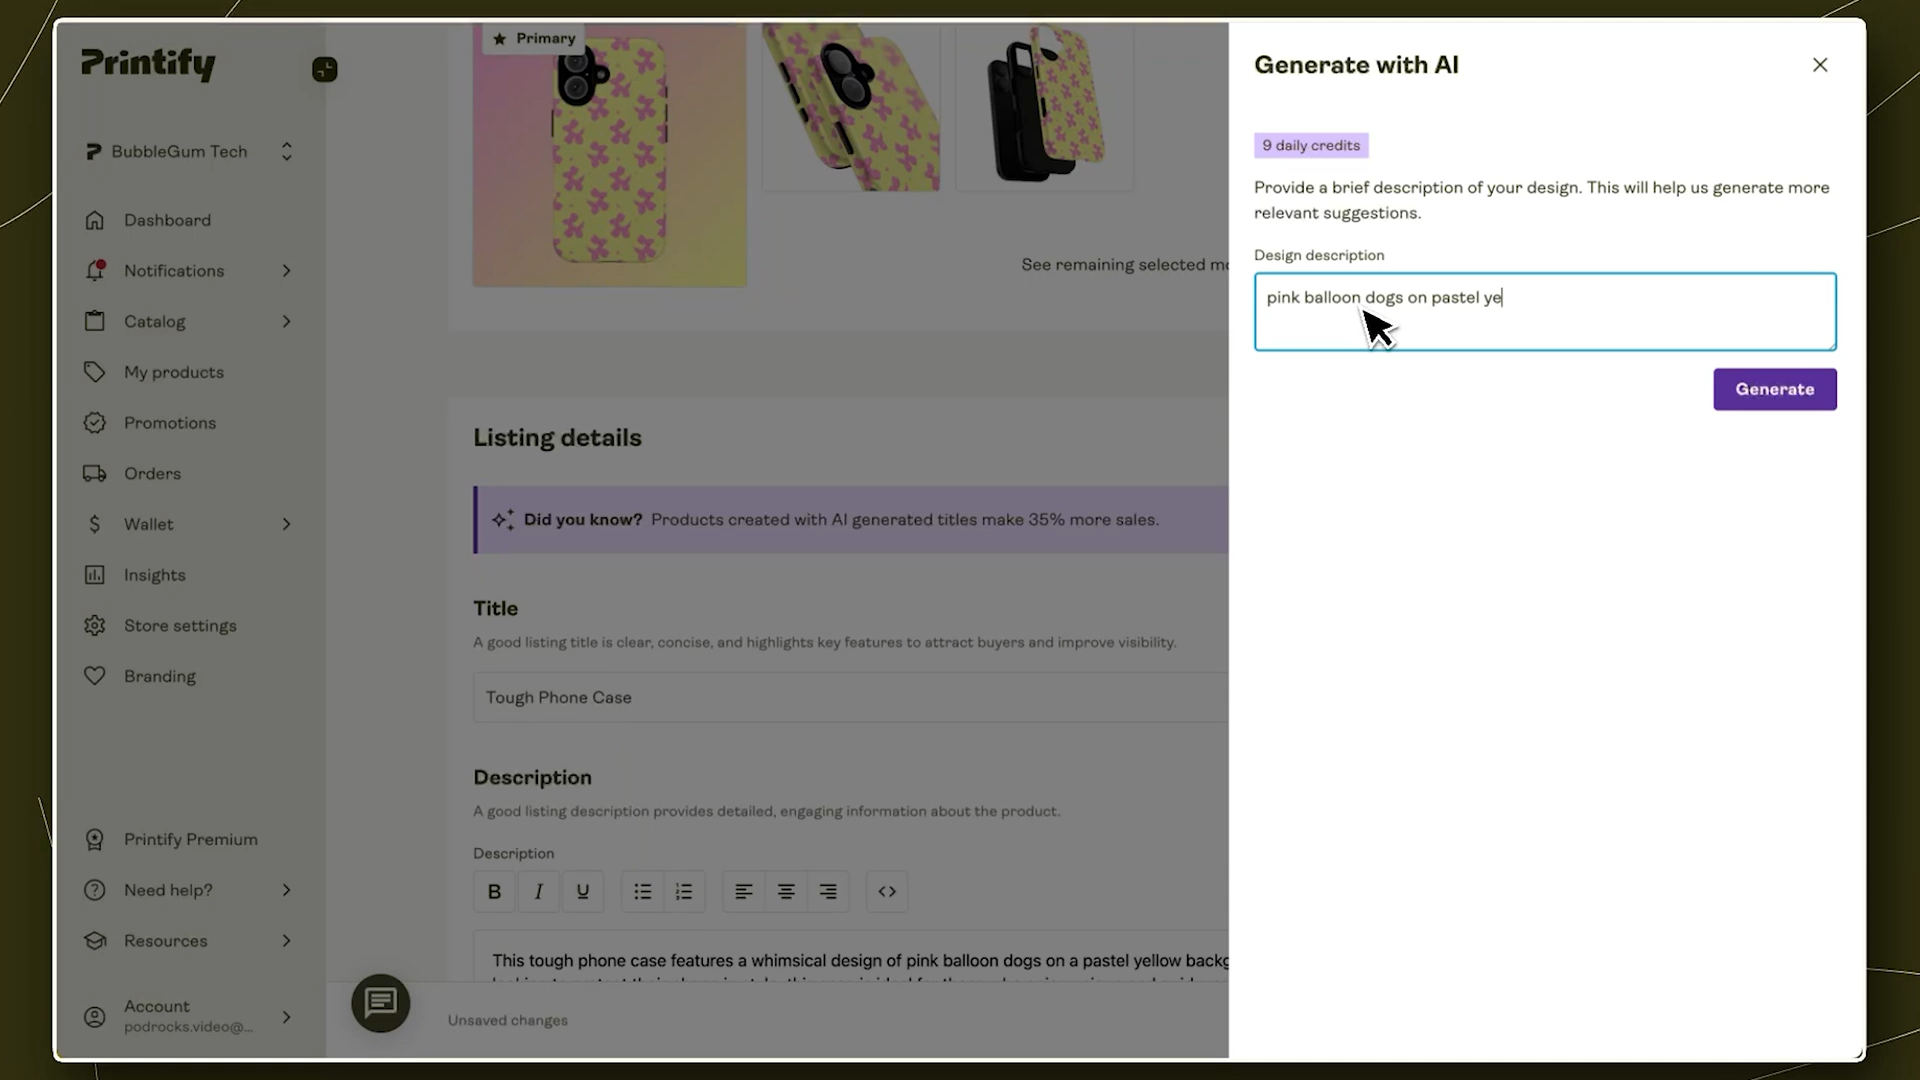 Printify
BubbleGum Tech
Dashboard
Notifications
Catalog
My products
Promotions
Orders
Wallet
Insights
Store settings
Branding
Printify Premium
Need help?
Resources
Account
podrocks.video@...
Primary
See remaining selected mo
Listing details
Did you know? Products created with AI generated titles make 35% more sales.
Title
A good listing title is clear, concise, and highlights key features to attract buyers and improve visibility.
Tough Phone Case
Description
A good listing description provides detailed, engaging information about the product.
Description
B I U
This tough phone case features a whimsical design of pink balloon dogs on a pastel yellow backg
Unsaved changes
Generate with AI
9 daily credits
Provide a brief description of your design. This will help us generate more
relevant suggestions.
Design description
pink balloon dogs on pastel ye
Generate